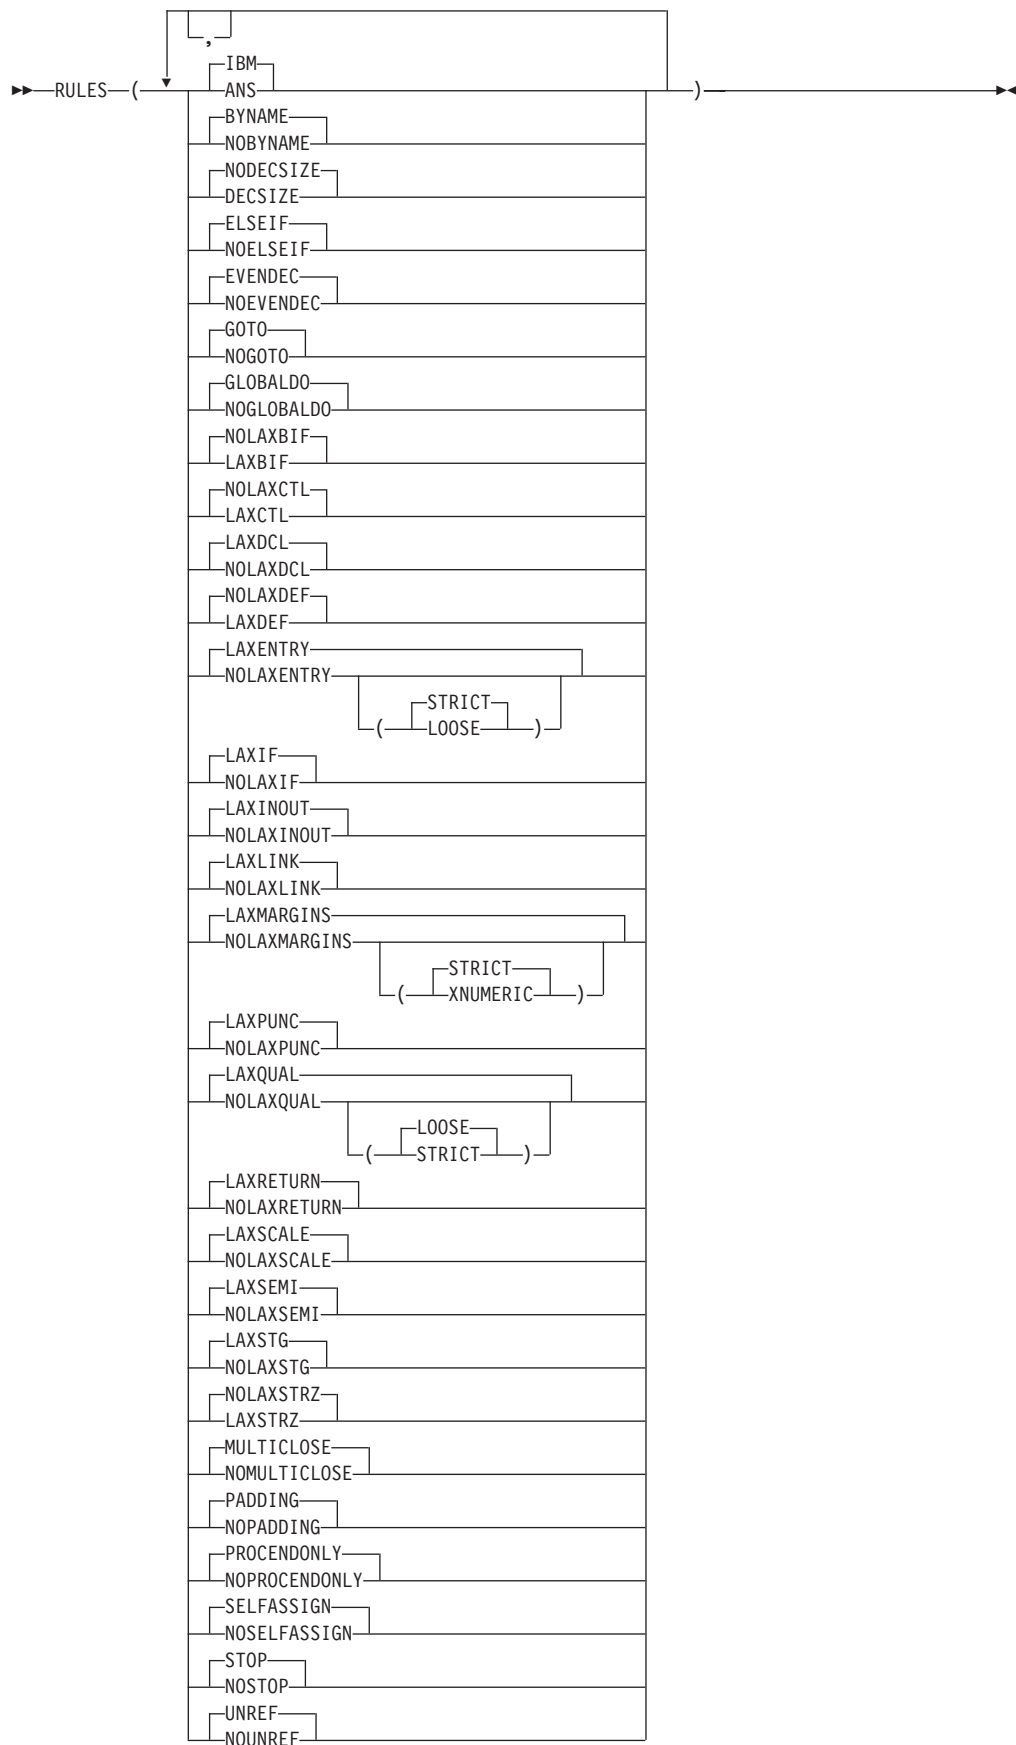 ,
IBM
RULES ( ANS )
BYNAME
NOBYNAME
NODECSIZE
DECSIZE
ELSEIF
NOELSEIF
EVENDEC
NOEVENDEC
GOTO
NOGOTO
GLOBALDO
NOGLOBALDO
NOLAXBIF
LAXBIF
NOLAXCTL
LAXCTL
LAXDCL
NOLAXDCL
NOLAXDEF
LAXDEF
LAXENTRY
NOLAXENTRY
STRICT
( LOOSE )
LAXIF
NOLAXIF
LAXINOUT
NOLAXINOUT
LAXLINK
NOLAXLINK
LAXMARGINS
NOLAXMARGINS
STRICT
( XNUMERIC )
LAXPUNC
NOLAXPUNC
LAXQUAL
NOLAXQUAL
LOOSE
( STRICT )
LAXRETURN
NOLAXRETURN
LAXSCALE
NOLAXSCALE
LAXSEMI
NOLAXSEMI
LAXSTG
NOLAXSTG
NOLAXSTRZ
LAXSTRZ
MULTICLOSE
NOMULTICLOSE
PADDING
NOPADDING
PROCENDONLY
NOPROCENDONLY
SELFASSIGN
NOSELFASSIGN
STOP
NOSTOP
UNREF
NOUNREF